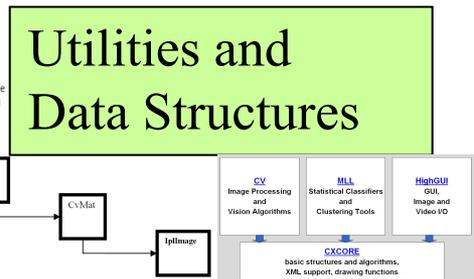 Utilities and
Data Structures
e
CvMat
IplImage
CV
Image Processing
and
Vision Algorithms
MLL
Statistical Classifiers
and
Clustering Tools
HighGUI
GUI,
Image and
Video I/O
CXCORE
basic structures and algorithms,
XML support, drawing functions